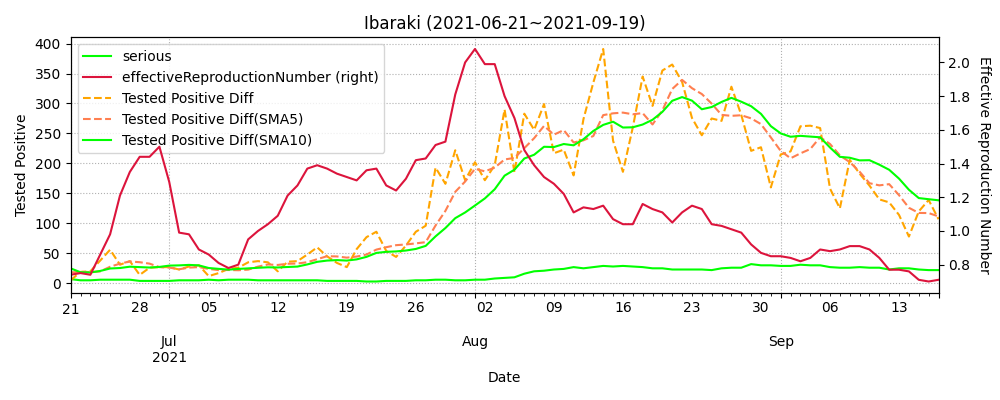 Ibaraki (2021-06-21~2021-09-19)
serious
effectiveReproductionNumber (right)
Tested Positive Diff
Tested Positive Diff(SMA5)
Tested Positive Diff(SMA10)
Tested Positive
400
350
300
250
200
150
100
50
0
Effective Reproduction Number
2.0
1.8
1.6
1.4
1.2
1.0
0.8
21 28 05 12 19 26 02 09 16 23 30 06 13
Jul Aug Sep
2021
Date